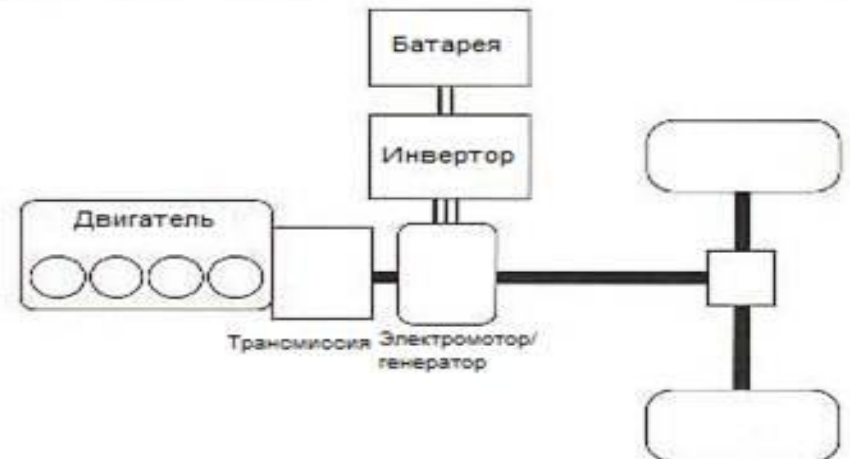 Батарея
Инвертор
Двигатель
Трансмиссия
Электромотор/
генератор